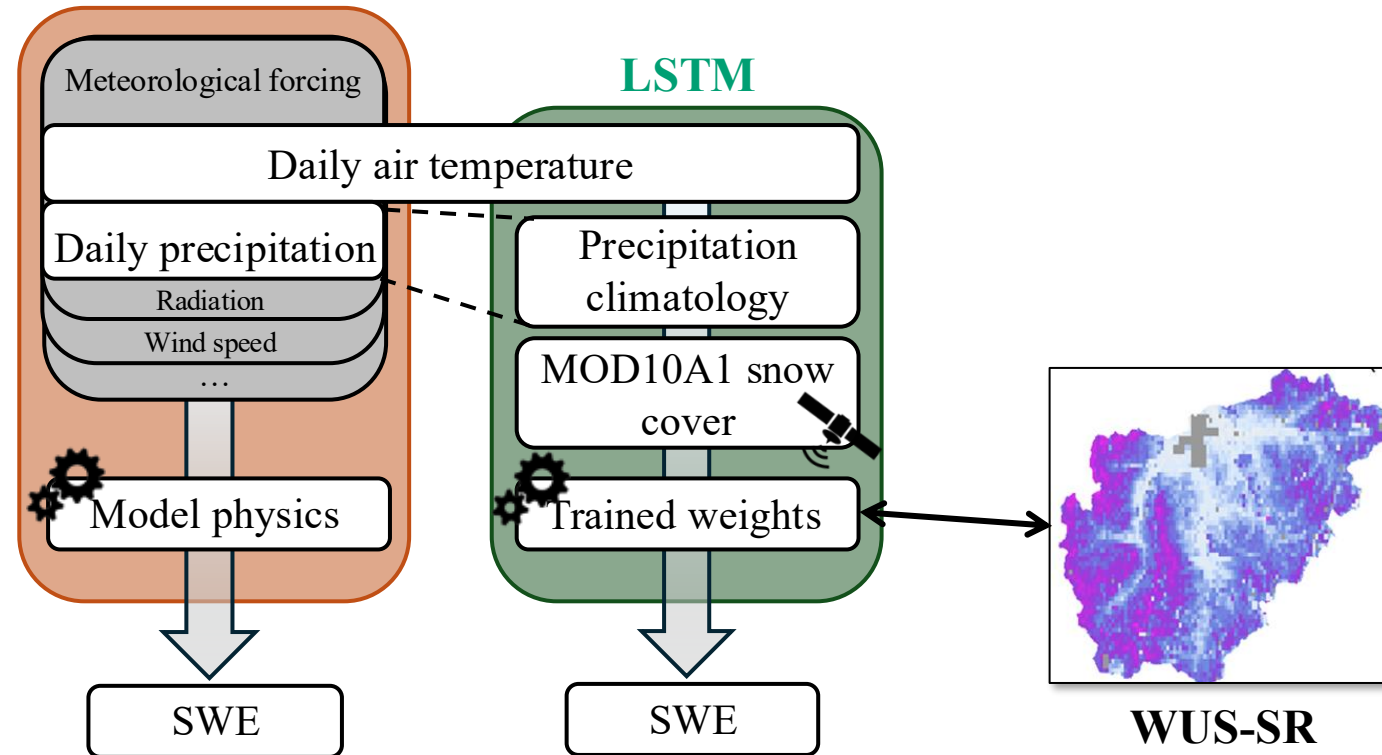 Meteorological forcing
LSTM
Daily air temperature
Daily precipitation
Radiation
Wind speed
…
Precipitation
climatology
MOD10A1 snow
cover
Model physics
Trained weights
SWE
SWE
WUS-SR